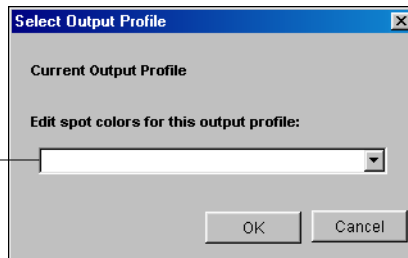 Select Output Profile
Current Output Profile
Edit spot colors for this output profile:
OK
Cancel